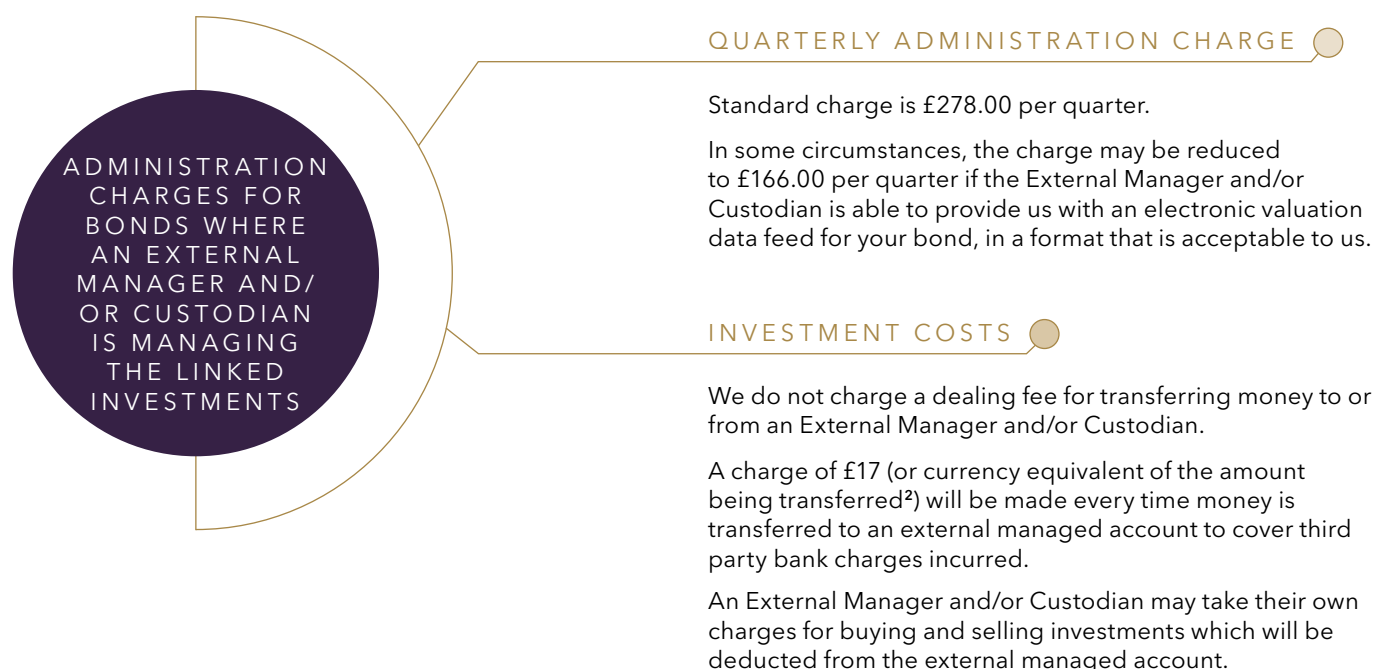 ADMINISTRATION
CHARGES FOR
BONDS WHERE
AN EXTERNAL
MANAGER AND/
OR CUSTODIAN
IS MANAGING
THE LINKED
INVESTMENTS
QUARTERLY ADMINISTRATION CHARGE
Standard charge is £278.00 per quarter.
In some circumstances, the charge may be reduced
to £166.00 per quarter if the External Manager and/or
Custodian is able to provide us with an electronic valuation
data feed for your bond, in a format that is acceptable to us.
INVESTMENT COSTS
We do not charge a dealing fee for transferring money to or
from an External Manager and/or Custodian.
A charge of £17 (or currency equivalent of the amount
being transferred²) will be made every time money is
transferred to an external managed account to cover third
party bank charges incurred.
An External Manager and/or Custodian may take their own
charges for buying and selling investments which will be
deducted from the external managed account.